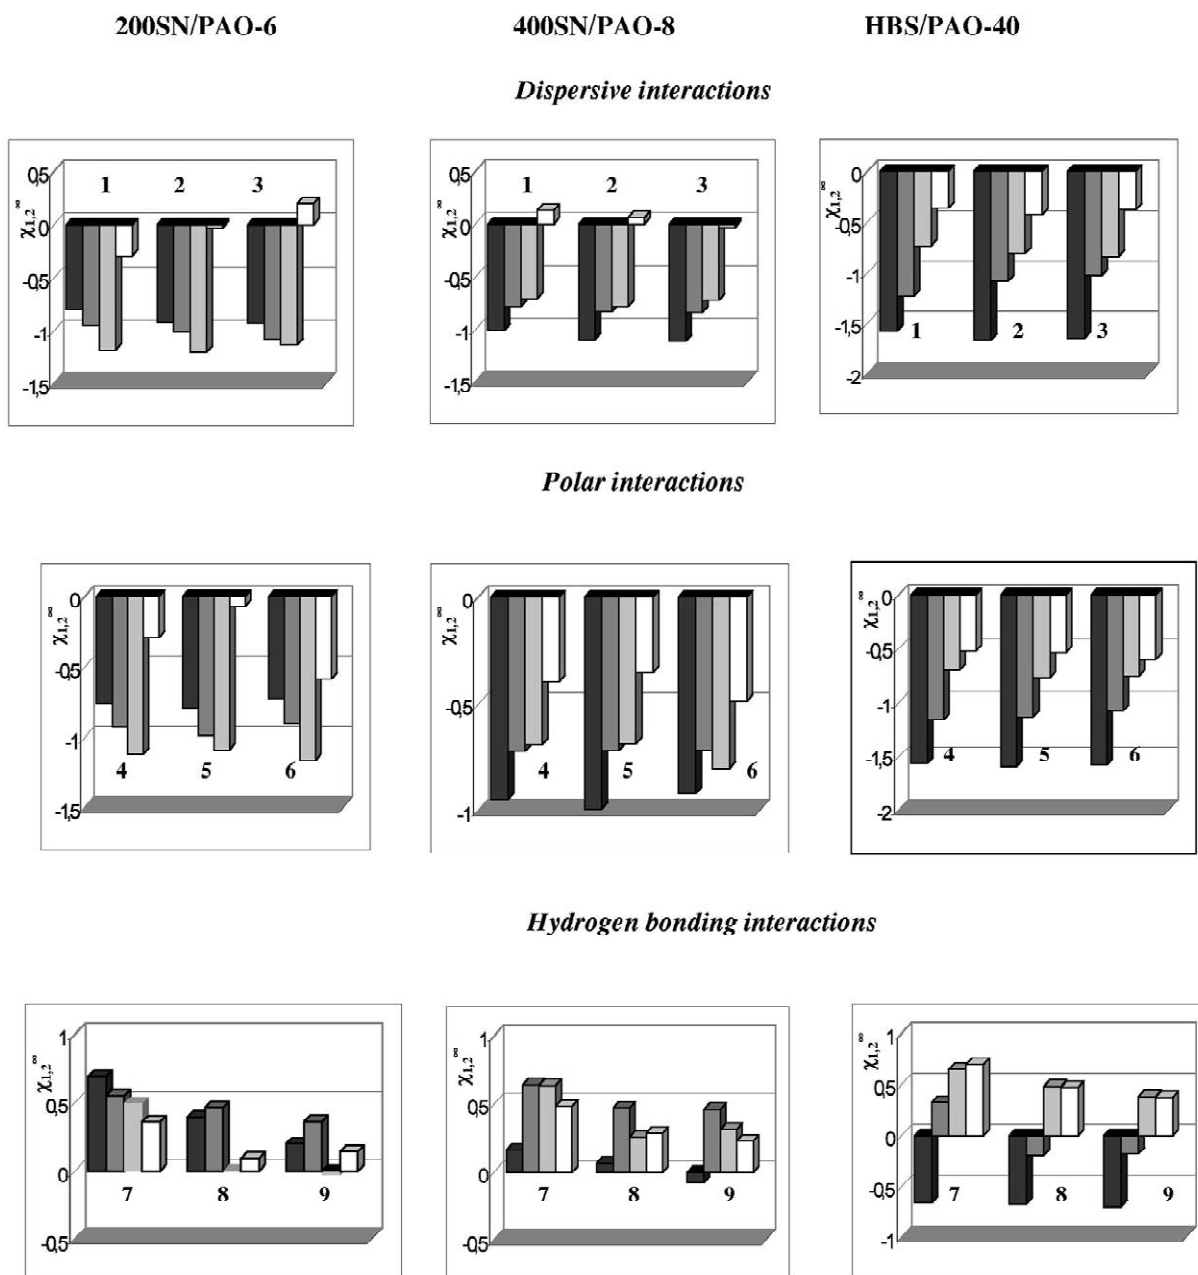 200SN/PAO-6 400SN/PAO-8 HBS/PAO-40
Dispersive interactions
0,5
0
-0,5
-1
-1,5
χ1,2∞
1 2 3
0,5
0
-0,5
-1
-1,5
χ1,2∞
1 2 3
0
-0,5
-1
-1,5
-2
χ1,2∞
1 2 3
Polar interactions
0
-0,5
-1
-1,5
χ1,2∞
4 5 6
0
-0,5
-1
χ1,2∞
4 5 6
0
-0,5
-1
-1,5
-2
χ1,2∞
4 5 6
Hydrogen bonding interactions
1
0,5
0
-0,5
χ1,2∞
7 8 9
1
0,5
0
-0,5
χ1,2∞
7 8 9
1
0,5
0
-0,5
-1
χ1,2∞
7 8 9